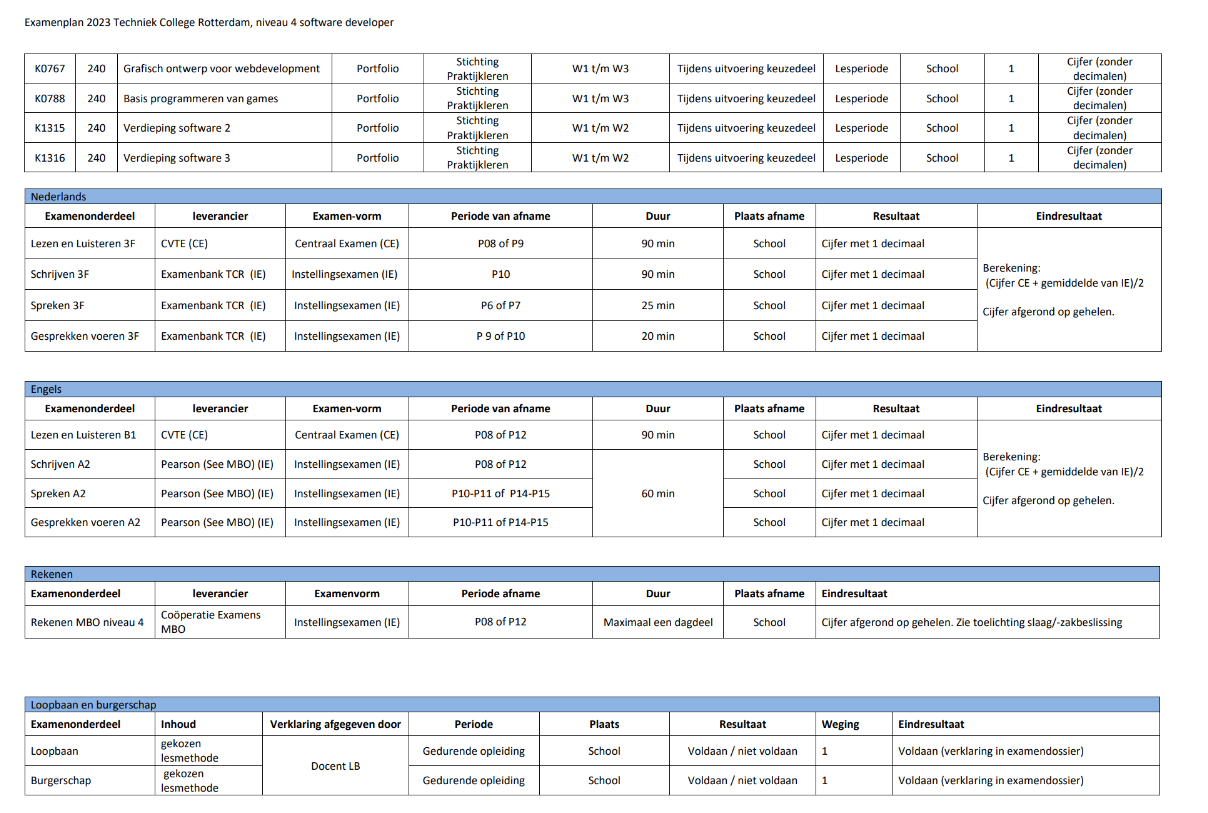 Examenplan 2023 Techniek College Rotterdam, niveau 4 software developer
K0767 240 Grafisch ontwerp voor webdevelopment Portfolio Stichting Praktijkleren W1 t/m W3 Tijdens uitvoering keuzedeel Lesperiode School 1 Cijfer (zonder decimalen)
K0788 240 Basis programmeren van games Portfolio Stichting Praktijkleren W1 t/m W3 Tijdens uitvoering keuzedeel Lesperiode School 1 Cijfer (zonder decimalen)
K1315 240 Verdieping software 2 Portfolio Stichting Praktijkleren W1 t/m W2 Tijdens uitvoering keuzedeel Lesperiode School 1 Cijfer (zonder decimalen)
K1316 240 Verdieping software 3 Portfolio Stichting Praktijkleren W1 t/m W2 Tijdens uitvoering keuzedeel Lesperiode School 1 Cijfer (zonder decimalen)
Nederlands
Examenonderdeel leverancier Examen-vorm Periode van afname Duur Plaats afname Resultaat Eindresultaat
Lezen en Luisteren 3F CVTE (CE) Centraal Examen (CE) P08 of P9 90 min School Cijfer met 1 decimaal
Schrijven 3F Examenbank TCR (IE) Instellingsexamen (IE) P10 90 min School Cijfer met 1 decimaal
Spreken 3F Examenbank TCR (IE) Instellingsexamen (IE) P6 of P7 25 min School Cijfer met 1 decimaal
Gesprekken voeren 3F Examenbank TCR (IE) Instellingsexamen (IE) P 9 of P10 20 min School Cijfer met 1 decimaal
Berekening:
(Cijfer CE + gemiddelde van IE)/2
Cijfer afgerond op gehelen.
Engels
Examenonderdeel leverancier Examen-vorm Periode van afname Duur Plaats afname Resultaat Eindresultaat
Lezen en Luisteren B1 CVTE (CE) Centraal Examen (CE) P08 of P12 90 min School Cijfer met 1 decimaal
Schrijven A2 Pearson (See MBO) (IE) Instellingsexamen (IE) P08 of P12 School Cijfer met 1 decimaal
Spreken A2 Pearson (See MBO) (IE) Instellingsexamen (IE) P10-P11 of P14-P15 60 min School Cijfer met 1 decimaal
Gesprekken voeren A2 Pearson (See MBO) (IE) Instellingsexamen (IE) P10-P11 of P14-P15 School Cijfer met 1 decimaal
Berekening:
(Cijfer CE + gemiddelde van IE)/2
Cijfer afgerond op gehelen.
Rekenen
Examenonderdeel leverancier Examenvorm Periode afname Duur Plaats afname Eindresultaat
Rekenen MBO niveau 4 Coöperatie Examens MBO Instellingsexamen (IE) P08 of P12 Maximaal een dagdeel School Cijfer afgerond op gehelen. Zie toelichting slaag/-zakbeslissing
Loopbaan en burgerschap
Examenonderdeel Inhoud Verklaring afgegeven door Periode Plaats Resultaat Weging Eindresultaat
Loopbaan gekozen lesmethode Docent LB Gedurende opleiding School Voldaan / niet voldaan 1 Voldaan (verklaring in examendossier)
Burgerschap gekozen lesmethode Gedurende opleiding School Voldaan / niet voldaan 1 Voldaan (verklaring in examendossier)